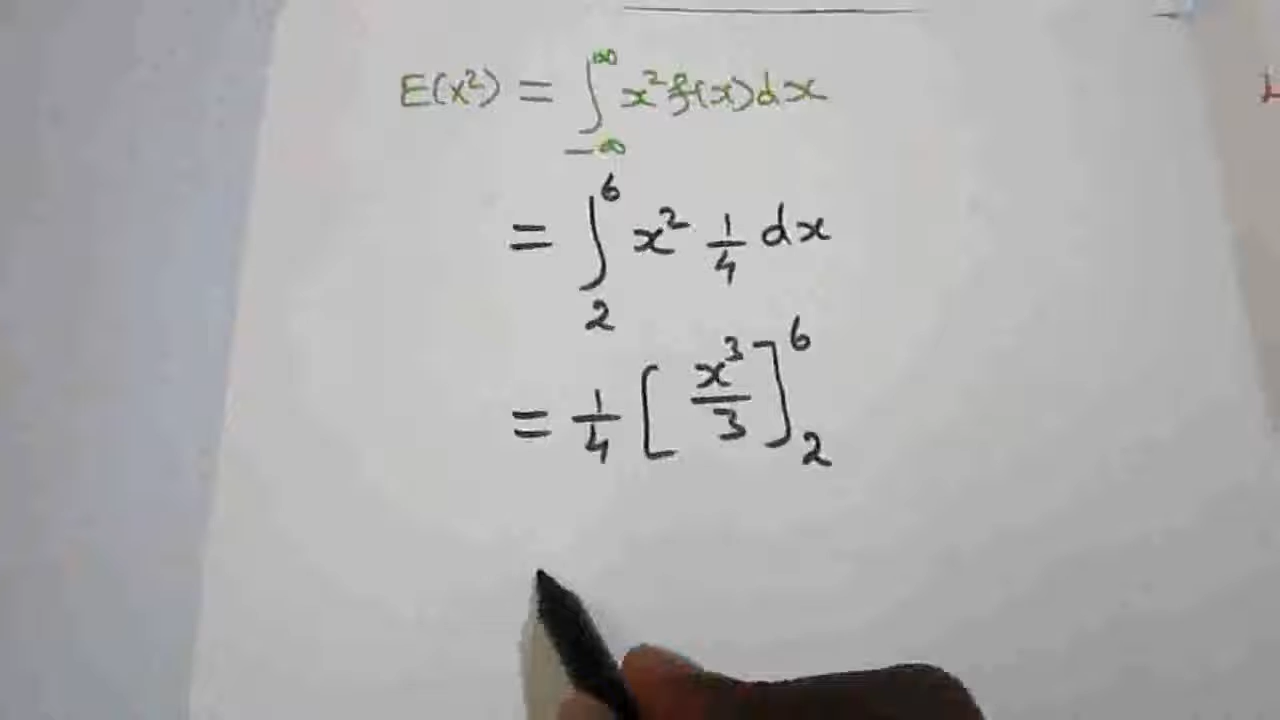 E(x²) = ∫_{-∞}^{∞} x² f(x) dx
= ∫_{2}^{6} x² 1/4 dx
= 1/4 [x³/3]_{2}^{6}